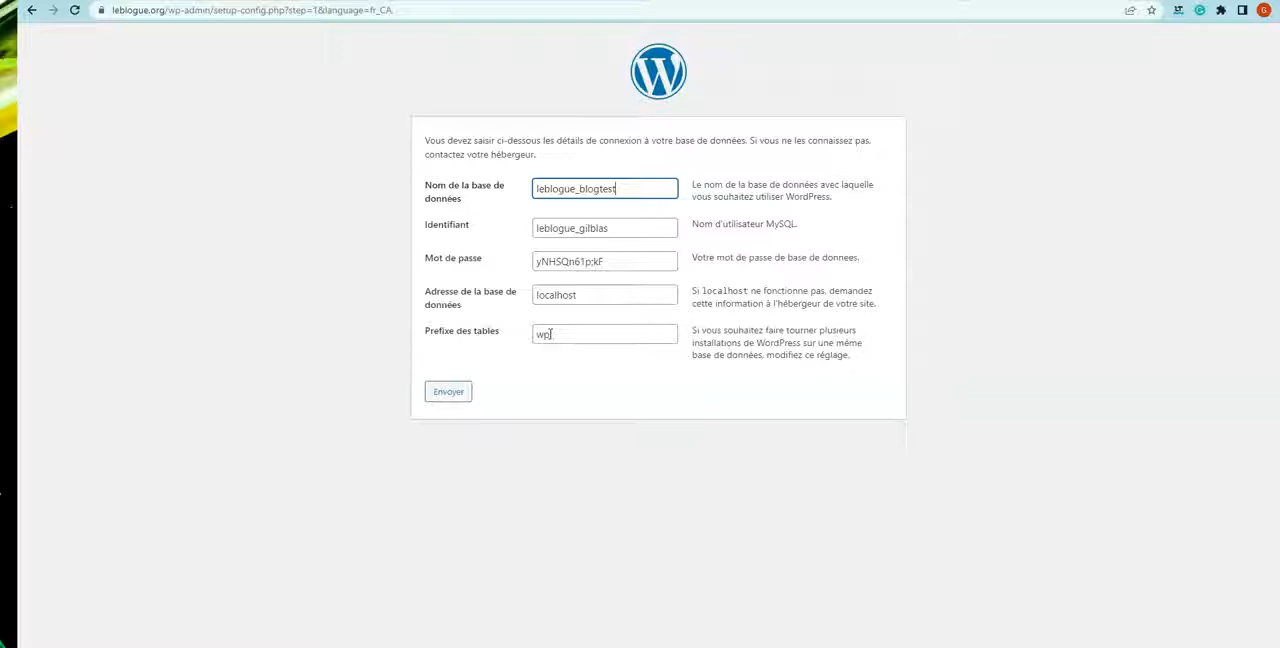 leblogue.org/wp-admin/setup-config.php?step=1&language=fr_CA
Vous devez saisir ci-dessous les détails de connexion à votre base de données. Si vous ne les connaissez pas,
contactez votre hébergeur.
Nom de la base de
données
leblogue_blogtest
Le nom de la base de données avec laquelle
vous souhaitez utiliser WordPress.
Identifiant
leblogue_gilblas
Nom d'utilisateur MySQL.
Mot de passe
yNHSQn61p;kF
Votre mot de passe de base de donnees.
Adresse de la base de
données
localhost
Si localhost ne fonctionne pas, demandez
cette information à l'hébergeur de votre site.
Prefixe des tables
wp
Si vous souhaitez faire tourner plusieurs
installations de WordPress sur une même
base de données, modifiez ce réglage.
Envoyer